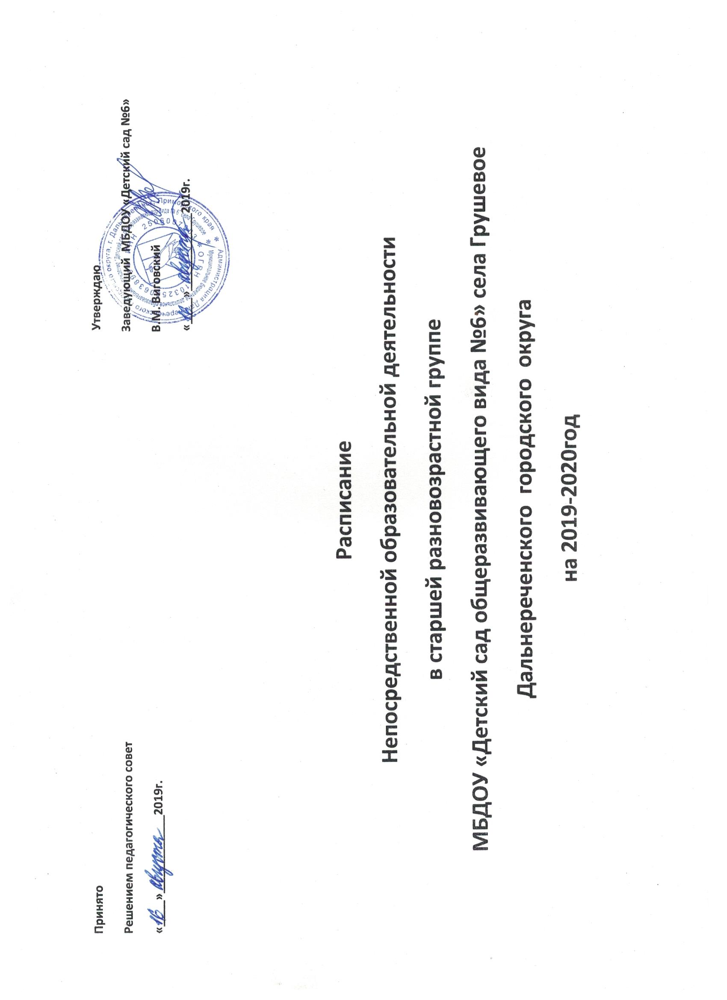 Принято
Решением педагогического совет
«16» августа 2019г.
Утверждаю
Заведующий МБДОУ «Детский сад №6»
В.М. Виговский
«16» августа 2019г.
Расписание
Непосредственной образовательной деятельности
в старшей разновозрастной группе
МБДОУ «Детский сад общеразвивающего вида №6» села Грушевое
Дальнереченского городского округа
на 2019-2020год